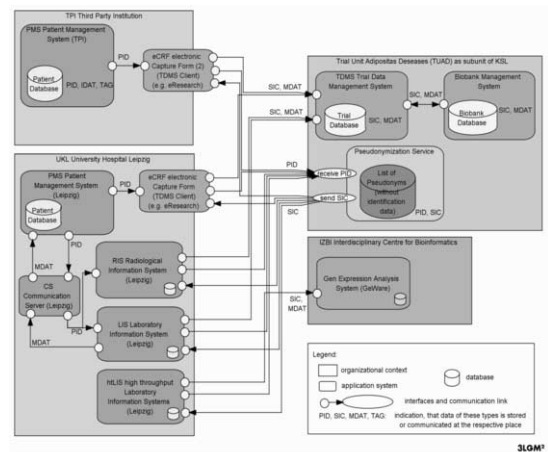 TPI Third Party Institution
PMS Patient Management
System (TPI)
Patient
Database
PID, IDAT, TAG
PID
eCRF electronic
Capture Form (2)
(TDMS Client)
(e.g. eResearch)
SIC, MDAT
SIC, MDAT
Trial Unit Adipositas Deseases (TUAD) as subunit of KSL
TDMS Trial Data
Management System
Trial
Database
SIC, MDAT
SIC, MDAT
Biobank Management
System
SIC, MDAT
Biobank
Database
Pseudonymization Service
PID
receive PID
send SIC
SIC
List of
Pseudonyms
(without
identification
data)
PID, SIC
UKL University Hospital Leipzig
PMS Patient
Management System
(Leipzig)
Patient
Database
PID
eCRF electronic
Capture Form
(TDMS Client)
(e.g. eResearch)
MDAT
PID
CS
Communication
Server (Leipzig)
PID
MDAT
RIS Radiological
Information System
(Leipzig)
LIS Laboratory
Information System
(Leipzig)
htLIS high throughput
Laboratory
Information Systems
(Leipzig)
IZBI Interdisciplinary Centre for Bioinformatics
SIC,
MDAT
Gen Expression Analysis
System (GeWare)
Legend:
organizational context
application system
database
interfaces and communication link
PID, SIC, MDAT, TAG: indication, that data of these types is stored
or communicated at the respective place
3LGM²